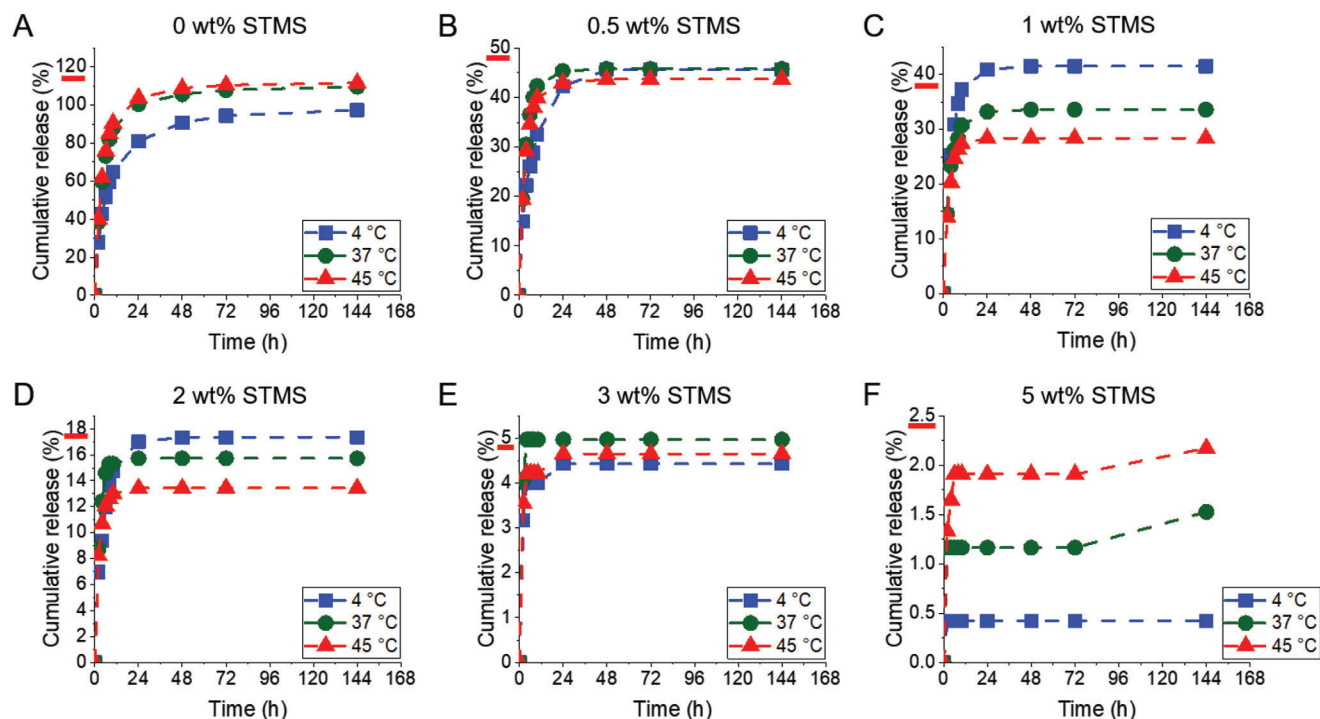 A
0 wt% STMS
Cumulative release (%)
120
100
80
60
40
20
0
4 °C
37 °C
45 °C
0 24 48 72 96 120 144 168
Time (h)
B
0.5 wt% STMS
Cumulative release (%)
50
40
30
20
10
0
4 °C
37 °C
45 °C
0 24 48 72 96 120 144 168
Time (h)
C
1 wt% STMS
Cumulative release (%)
40
30
20
10
0
4 °C
37 °C
45 °C
0 24 48 72 96 120 144 168
Time (h)
D
2 wt% STMS
Cumulative release (%)
18
16
14
12
10
8
6
4
2
0
4 °C
37 °C
45 °C
0 24 48 72 96 120 144 168
Time (h)
E
3 wt% STMS
Cumulative release (%)
5
4
3
2
1
0
4 °C
37 °C
45 °C
0 24 48 72 96 120 144 168
Time (h)
F
5 wt% STMS
Cumulative release (%)
2.5
2.0
1.5
1.0
0.5
0.0
4 °C
37 °C
45 °C
0 24 48 72 96 120 144 168
Time (h)